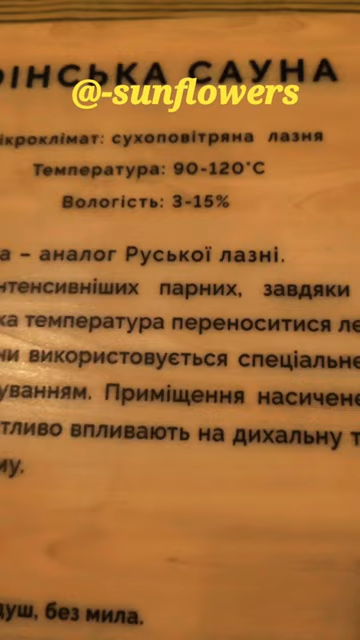 ФІНСЬКА САУНА
@-sunflowers
мікроклімат: сухоповітряна лазня
Температура: 90-120°С
Вологість: 3-15%
а – аналог Руської лазні.
нтенсивніших парних, завдяки
ка температура переноситися ле
ни використовується спеціальне
уванням. Приміщення насичене
тливо впливають на дихальну т
му.
душ, без мила.